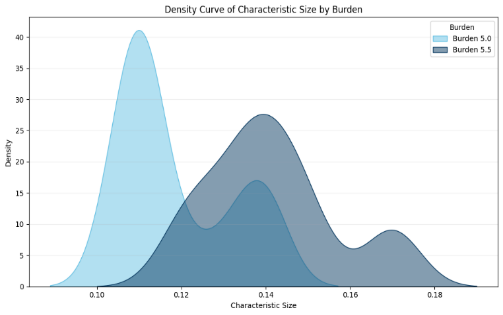 Density Curve of Characteristic Size by Burden
Burden
Burden 5.0
Burden 5.5
40
35
30
25
20
15
10
5
0
Density
0.10
0.12
0.14
0.16
0.18
Characteristic Size